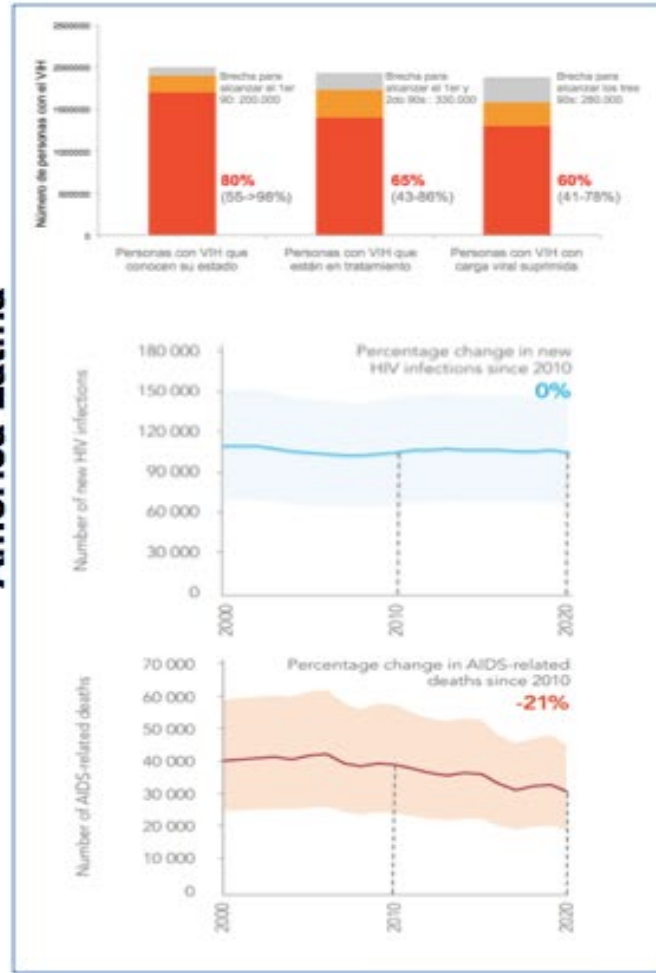 América Latina
Número de personas con el VIH
2500000
2000000
1500000
1000000
500000
0
Brecha para
alcanzar el 1er
90: 200.000
80%
(55->98%)
Brecha para
alcanzar el 1er y
2do 90s : 330.000
65%
(43-86%)
Brecha para
alcanzar los tres
90s: 280.000
60%
(41-78%)
Personas con VIH que
conocen su estado
Personas con VIH que
están en tratamiento
Personas con VIH con
carga viral suprimida
Number of new HIV infections
Percentage change in new
HIV infections since 2010
0%
180 000
150 000
120 000
90 000
60 000
30 000
0
2000
2010
2020
Number of AIDS-related deaths
Percentage change in AIDS-related
deaths since 2010
-21%
70 000
60 000
50 000
40 000
30 000
20 000
10 000
0
2000
2010
2020